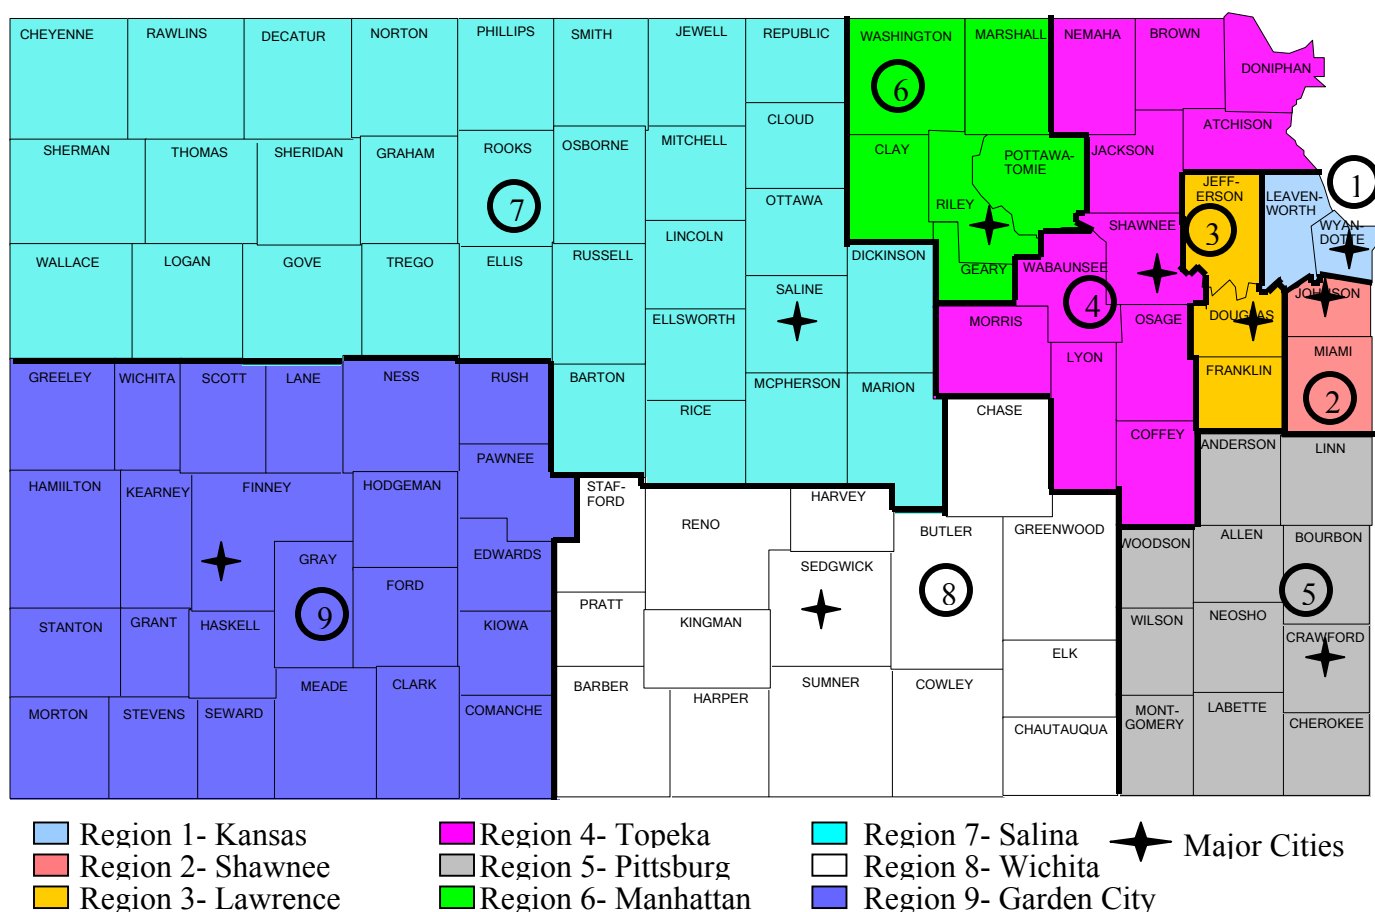 CHEYENNE RAWLINS DECATUR NORTON PHILLIPS SMITH JEWELL REPUBLIC WASHINGTON MARSHALL NEMAHA BROWN
DONIPHAN
6
CLOUD ATCHISON
SHERMAN THOMAS SHERIDAN GRAHAM ROOKS OSBORNE MITCHELL CLAY POTTAWA-
TOMIE JACKSON
1
JEFF-
ERSON LEAVEN-
WORTH
7 OTTAWA RILEY SHAWNEE 3 WYAN-
DOTTE
LINCOLN
WALLACE LOGAN GOVE TREGO ELLIS RUSSELL DICKINSON GEARY WABAUNSEE
SALINE 4 JOHNSON
ELLSWORTH MORRIS OSAGE DOUGLAS
MIAMI
GREELEY WICHITA SCOTT LANE NESS RUSH BARTON MCPHERSON MARION LYON FRANKLIN
2
RICE CHASE
COFFEY ANDERSON LINN
PAWNEE
HAMIILTON KEARNEY FINNEY HODGEMAN STAF-
FORD HARVEY
RENO BUTLER GREENWOOD
WOODSON ALLEN BOURBON
GRAY EDWARDS SEDGWICK
FORD 8 5
9 PRATT
STANTON GRANT HASKELL KIOWA KINGMAN WILSON NEOSHO CRAWFORD
ELK
MEADE CLARK BARBER HARPER SUMNER COWLEY
MORTON STEVENS SEWARD COMANCHE MONT-
GOMERY LABETTE CHEROKEE
CHAUTAUQUA
Region 1- Kansas Region 4- Topeka Region 7- Salina Major Cities
Region 2- Shawnee Region 5- Pittsburg Region 8- Wichita
Region 3- Lawrence Region 6- Manhattan Region 9- Garden City